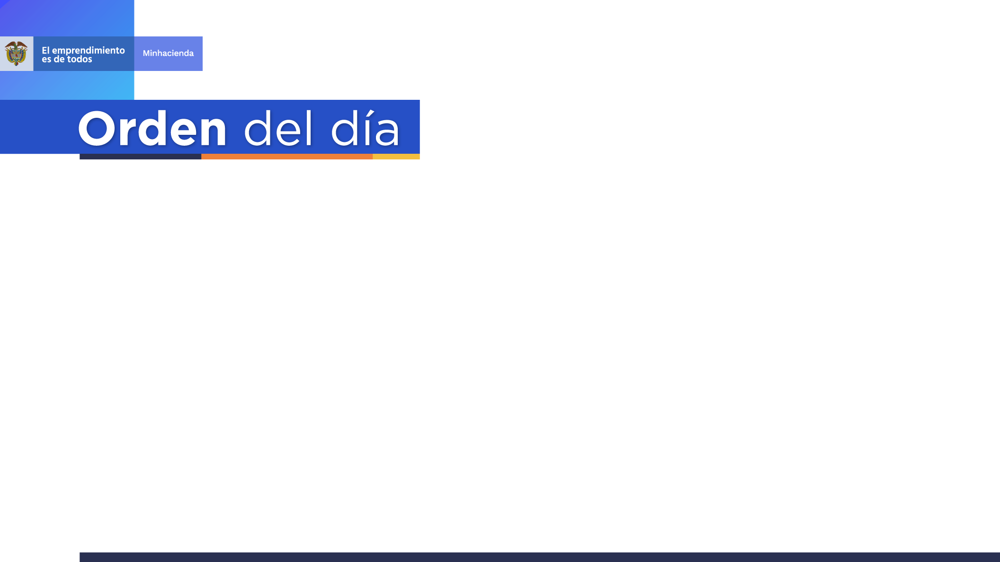 El emprendimiento
es de todos
Minhacienda
Orden del día